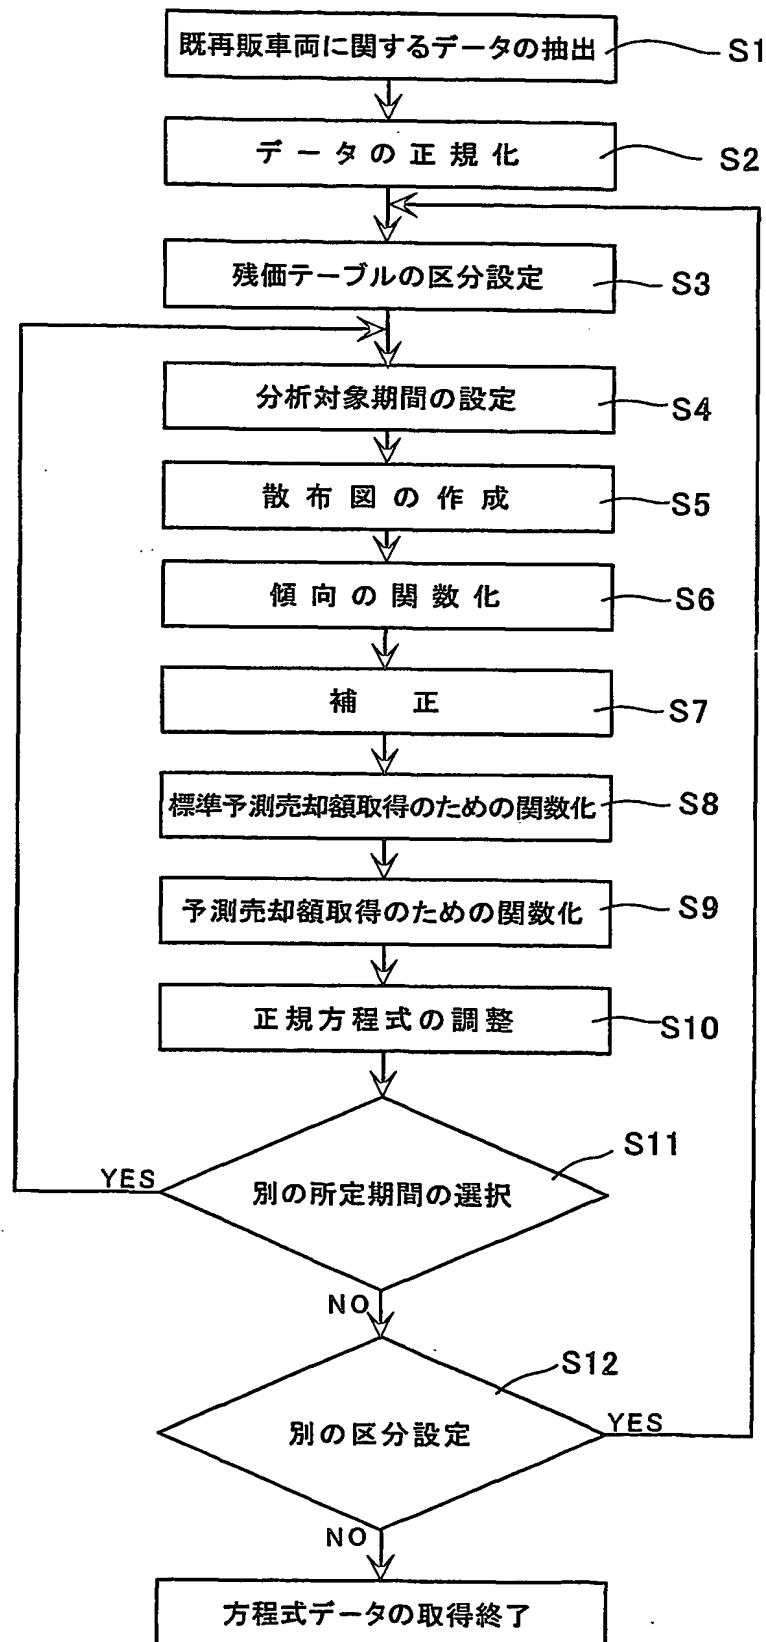 既再販車両に関するデータの抽出 S1
データの正規化 S2
残価テーブルの区分設定 S3
分析対象期間の設定 S4
散布図の作成 S5
傾向の関数化 S6
補正 S7
標準予測売却額取得のための関数化 S8
予測売却額取得のための関数化 S9
正規方程式の調整 S10
S11
YES 別の所定期間の選択
NO
S12
別の区分設定 YES
NO
方程式データの取得終了